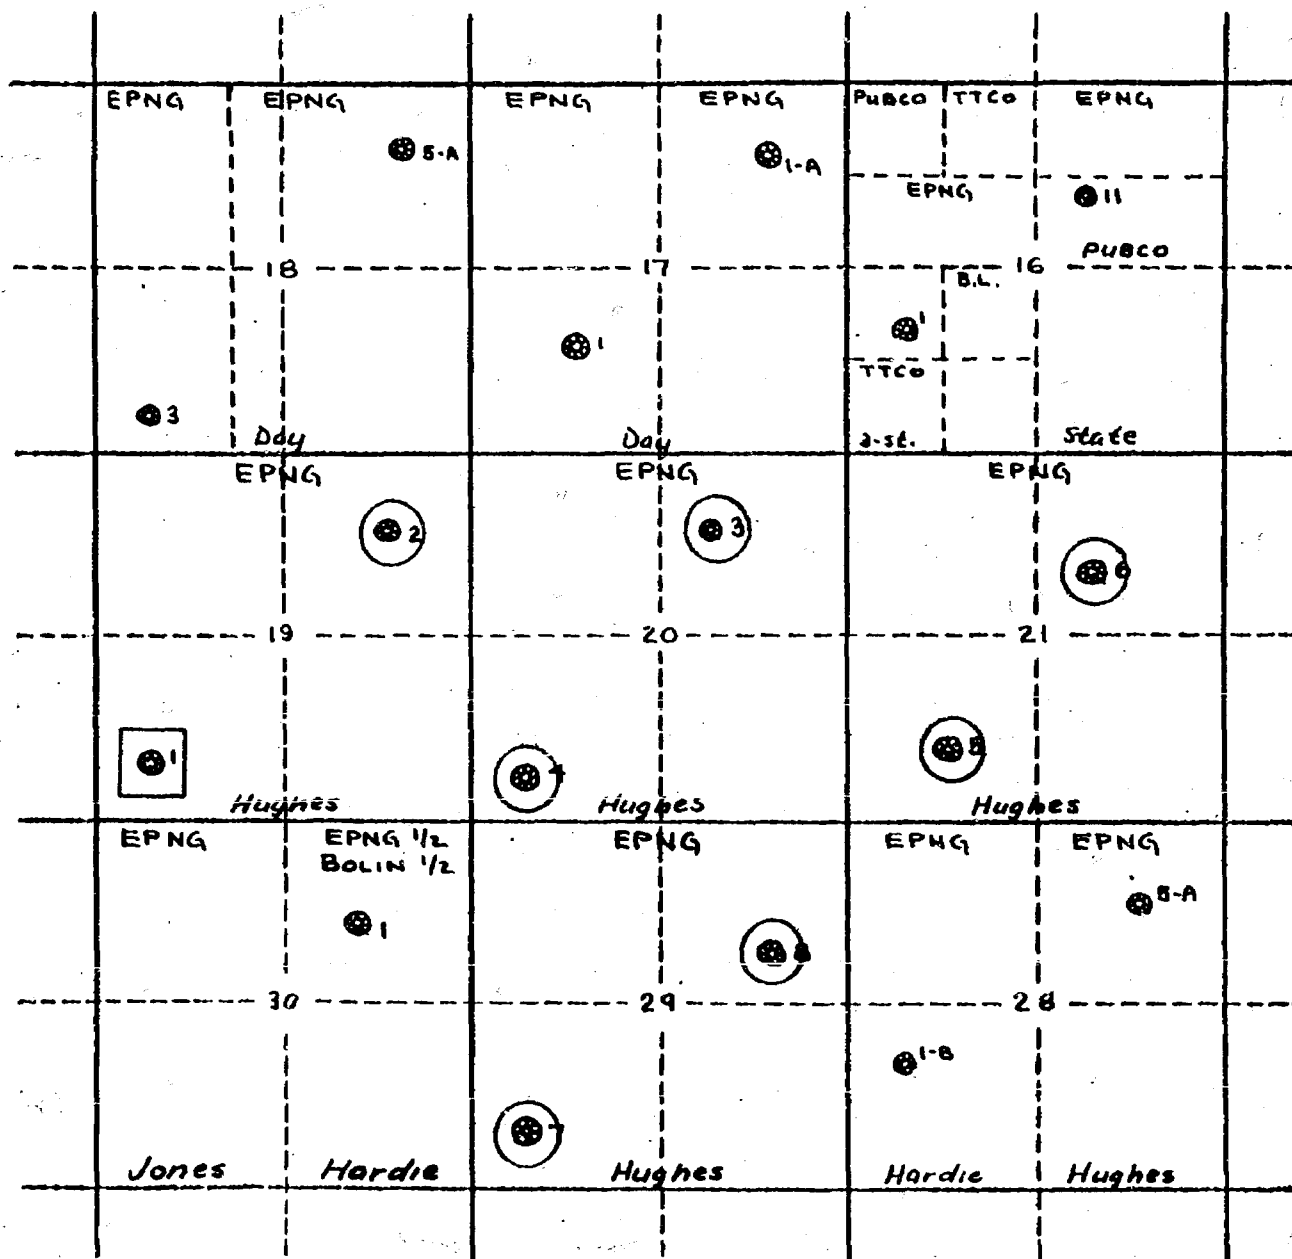 EPNG EPNG EPNG EPNG PUBCO TTCO EPNG
5-A 1-A
EPNG 11
18 17 16 PUBCO
B.L.
1 1
TTCO
3
Day Day 2-st. State
EPNG EPNG EPNG
2 3 6
19 20 21
1 4 5
Hughes Hughes Hughes
EPNG EPNG 1/2 EPNG EPNG EPNG
BOLIN 1/2
1 5-A
8
30 29 28
1-B
7
Jones Hardie Hughes Hardie Hughes